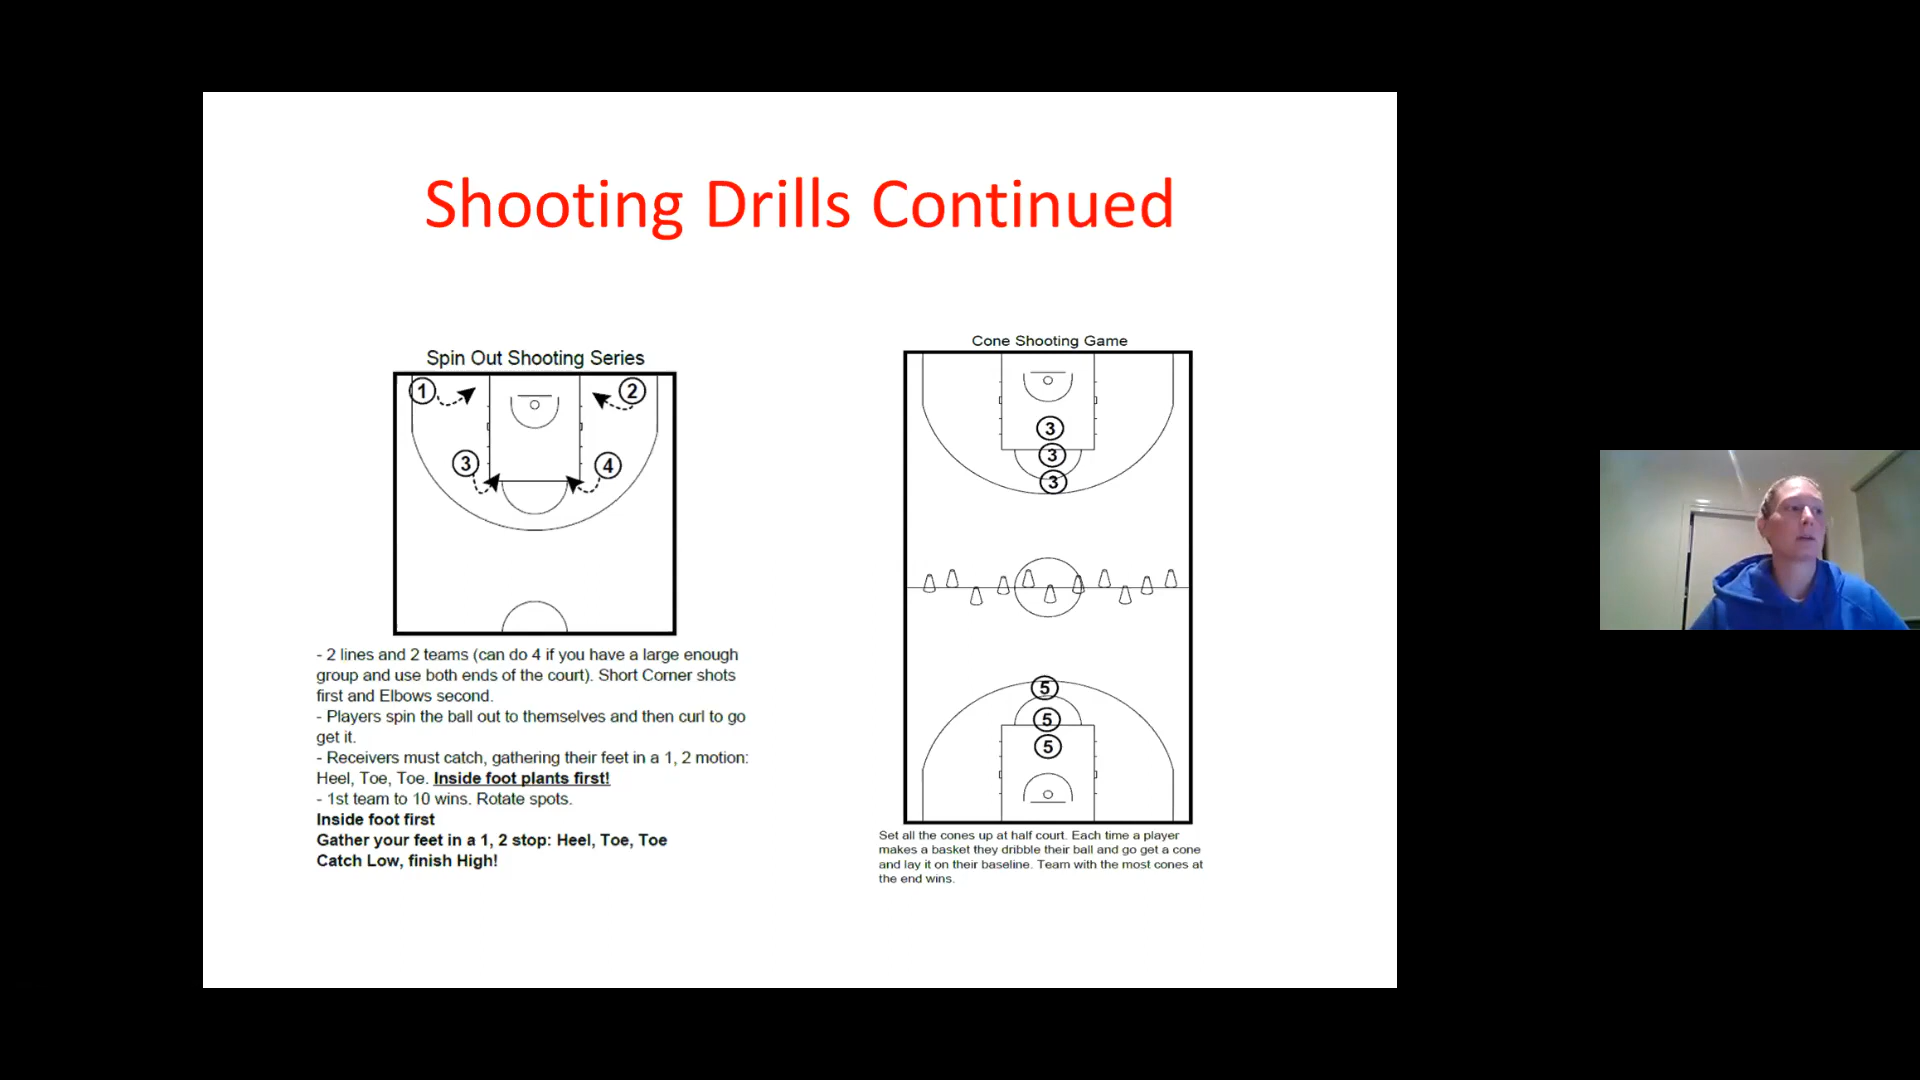 Shooting Drills Continued
Spin Out Shooting Series
1
2
3
4
- 2 lines and 2 teams (can do 4 if you have a large enough
group and use both ends of the court). Short Corner shots
first and Elbows second.
- Players spin the ball out to themselves and then curl to go
get it.
- Receivers must catch, gathering their feet in a 1, 2 motion:
Heel, Toe, Toe. Inside foot plants first!
- 1st team to 10 wins. Rotate spots.
Inside foot first
Gather your feet in a 1, 2 stop: Heel, Toe, Toe
Catch Low, finish High!
Cone Shooting Game
3
3
3
5
5
5
Set all the cones up at half court. Each time a player
makes a basket they dribble their ball and go get a cone
and lay it on their baseline. Team with the most cones at
the end wins.